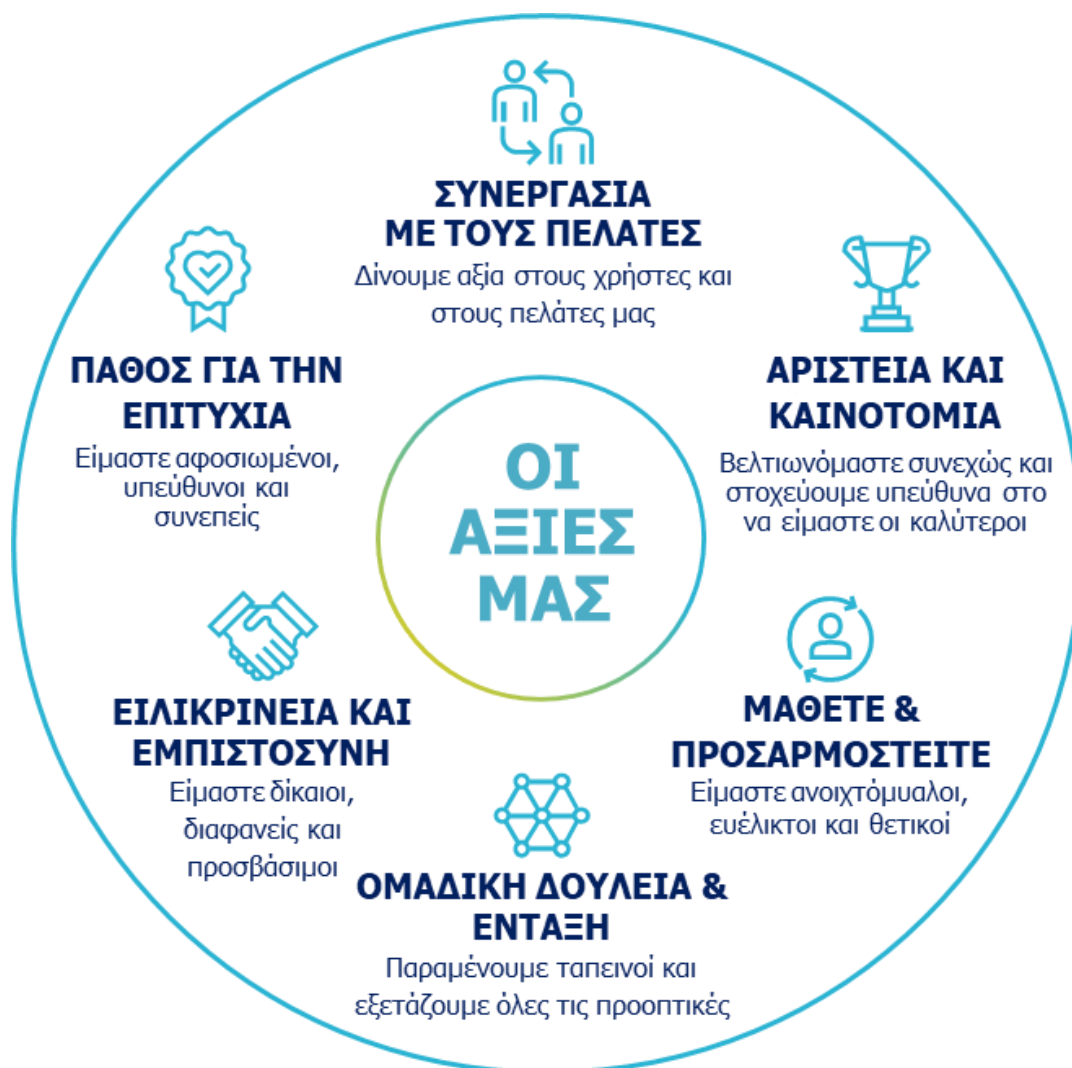 ΣΥΝΕΡΓΑΣΙΑ
ΜΕ ΤΟΥΣ ΠΕΛΑΤΕΣ
Δίνουμε αξία στους χρήστες και
στους πελάτες μας
ΑΡΙΣΤΕΙΑ ΚΑΙ
ΚΑΙΝΟΤΟΜΙΑ
Βελτιωνόμαστε συνεχώς και
στοχεύουμε υπεύθυνα στο
να είμαστε οι καλύτεροι
ΜΑΘΕΤΕ &
ΠΡΟΣΑΡΜΟΣΤΕΙΤΕ
Είμαστε ανοιχτόμυαλοι,
ευέλικτοι και θετικοί
ΟΜΑΔΙΚΗ ΔΟΥΛΕΙΑ &
ΕΝΤΑΞΗ
Παραμένουμε ταπεινοί και
εξετάζουμε όλες τις προοπτικές
ΕΙΛΙΚΡΙΝΕΙΑ ΚΑΙ
ΕΜΠΙΣΤΟΣΥΝΗ
Είμαστε δίκαιοι,
διαφανείς και
προσβάσιμοι
ΠΑΘΟΣ ΓΙΑ ΤΗΝ
ΕΠΙΤΥΧΙΑ
Είμαστε αφοσιωμένοι,
υπεύθυνοι και
συνεπείς
ΟΙ
ΑΞΙΕΣ
ΜΑΣ